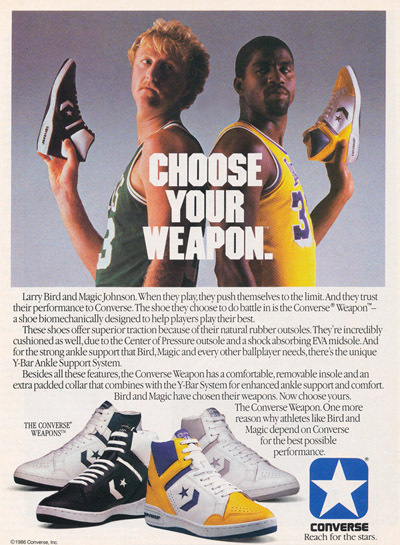 CHOOSE
YOUR
WEAPON.™
3
3
Larry Bird and Magic Johnson. When they play, they push themselves to the limit. And they trust
their performance to Converse. The shoe they choose to do battle in is the Converse® Weapon™–
a shoe biomechanically designed to help players play their best.
These shoes offer superior traction because of their natural rubber outsoles. They're incredibly
cushioned as well, due to the Center of Pressure outsole and a shock absorbing EVA midsole. And
for the strong ankle support that Bird, Magic and every other ballplayer needs, there's the unique
Y-Bar Ankle Support System.
Besides all these features, the Converse Weapon has a comfortable, removable insole and an
extra padded collar that combines with the Y-Bar System for enhanced ankle support and comfort.
Bird and Magic have chosen their weapons. Now choose yours.
The Converse Weapon. One more
reason why athletes like Bird and
Magic depend on Converse
for the best possible
performance.
THE CONVERSE®
WEAPONS™
®
CONVERSE
Reach for the stars.
©1986 Converse, Inc.